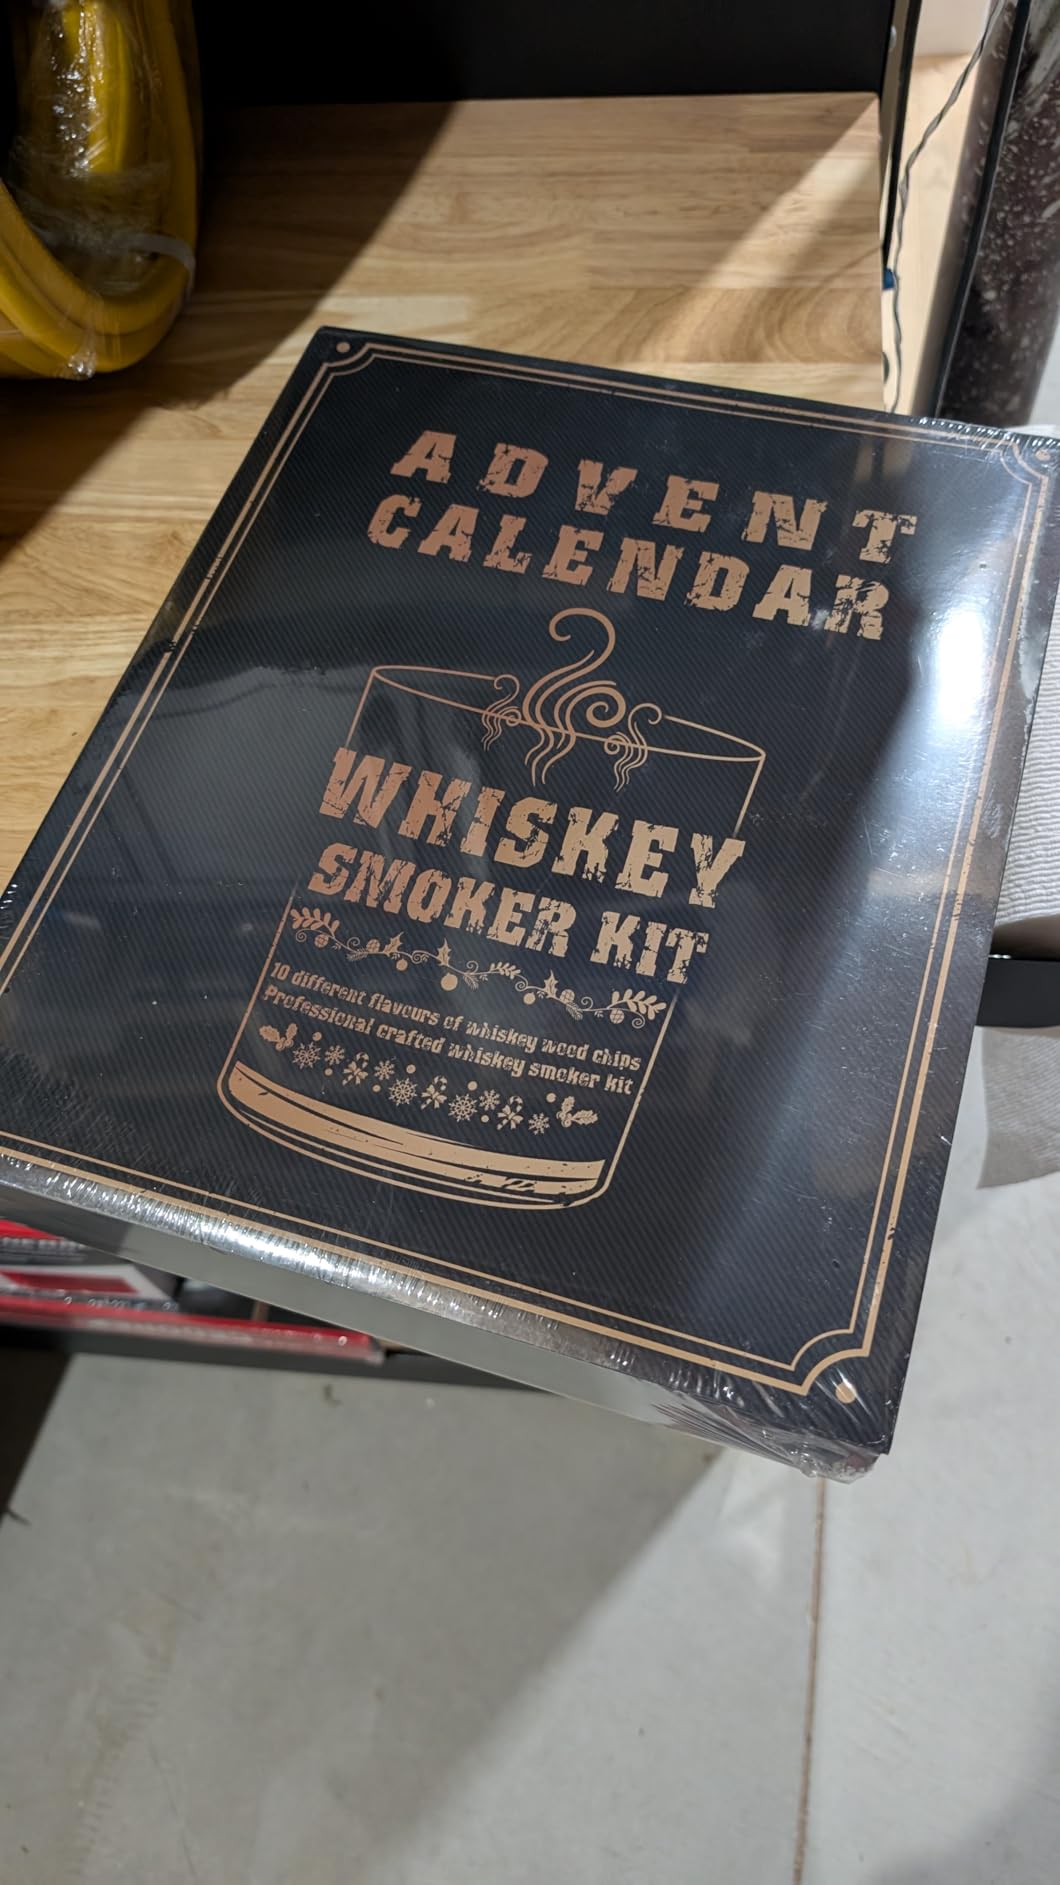 ADVENT
CALENDAR
WHISKEY
SMOKER KIT
10 different flavours of whiskey wood chips
Professional crafted whiskey smoker kit